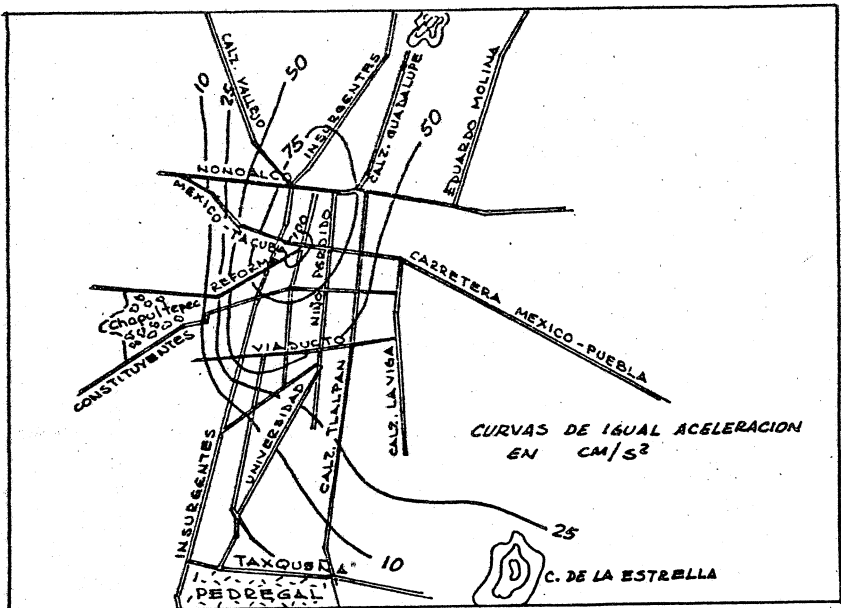 10
25
50
CALZ. VALLEJO
INSURGENTES
CALZ. GUADALUPE
50
EDUARDO MOLINA
75
NONOALCO
MEXICO-TACUBA
100
NIÑO PERDIDO
REFORMA
CARRETERA MEXICO-PUEBLA
Chapultepec
CONSTITUYENTES
VIADUCTO
INSURGENTES
UNIVERSIDAD
CALZ. TLALPAN
CALZ. LA VIGA
CURVAS DE IGUAL ACELERACION
EN CM/S²
25
10
TAXQUEÑA"
PEDREGAL
C. DE LA ESTRELLA